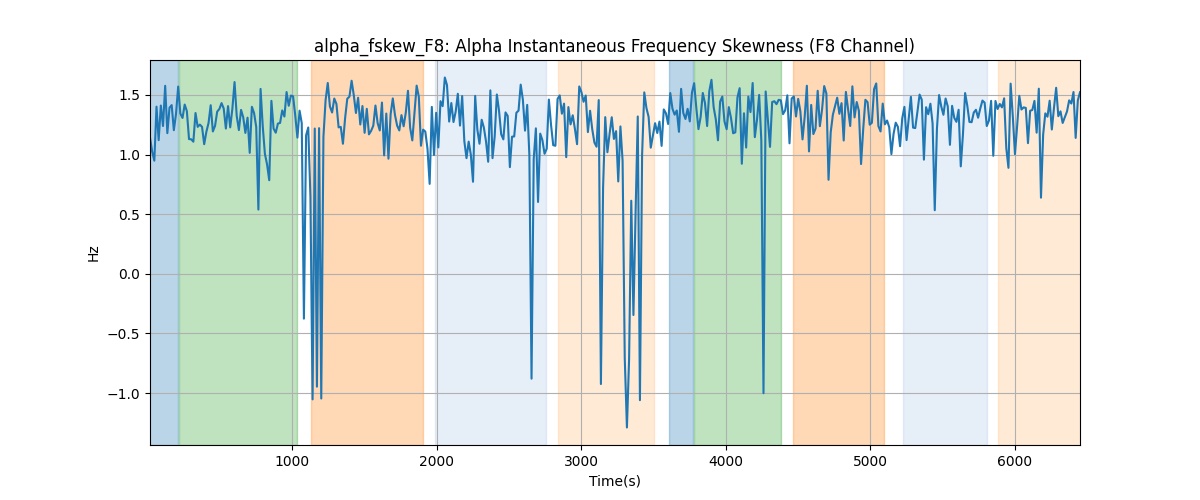 alpha_fskew_F8: Alpha Instantaneous Frequency Skewness (F8 Channel)
Hz
1.5
1.0
0.5
0.0
−0.5
−1.0
1000 2000 3000 4000 5000 6000
Time(s)